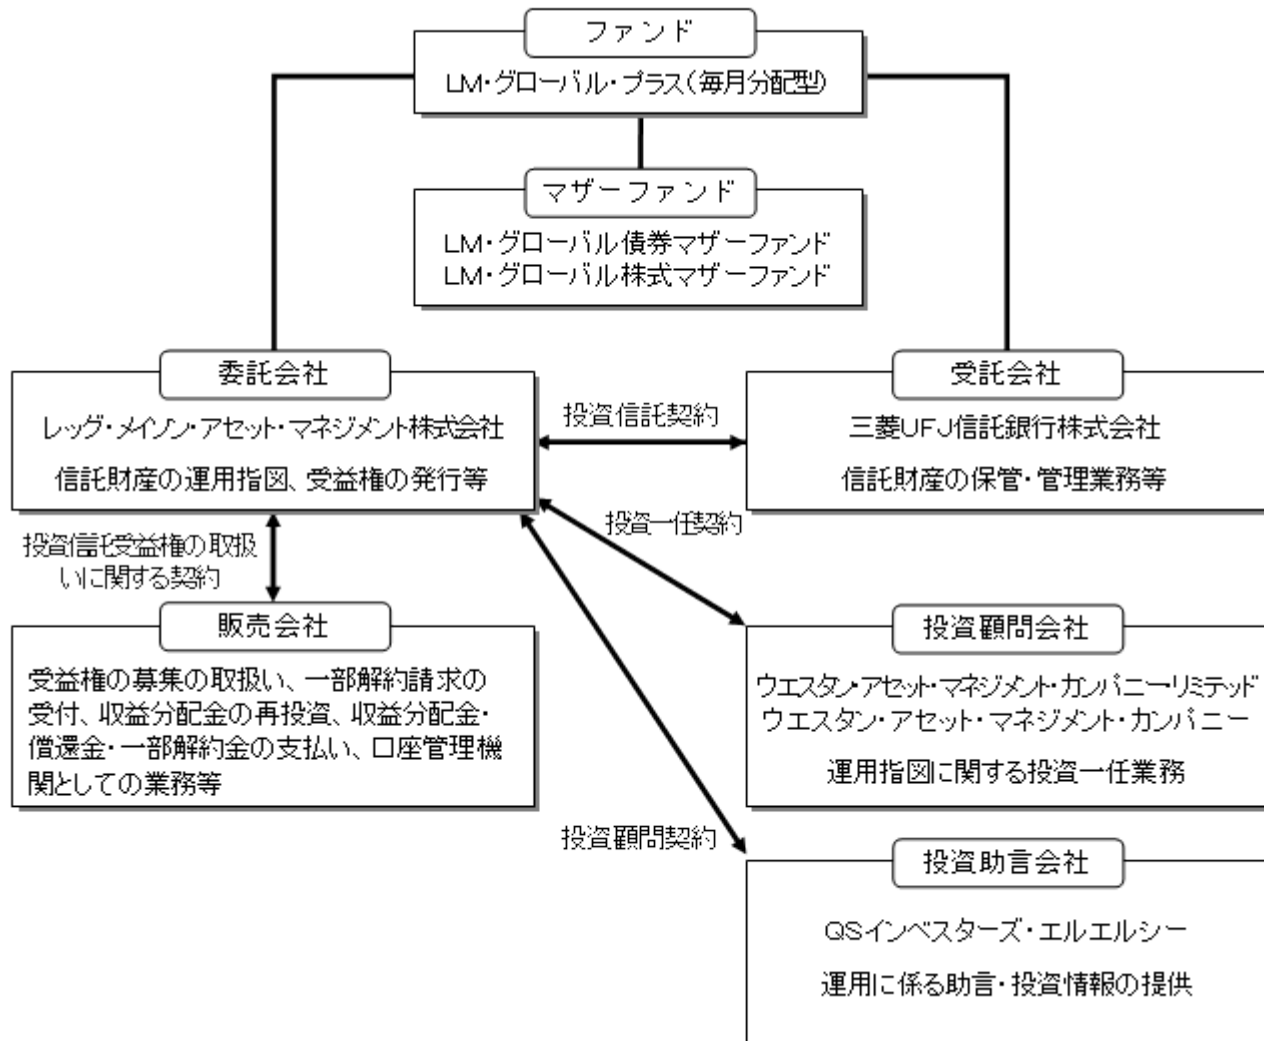 ファンド
LM・グローバル・プラス(毎月分配型)
マザーファンド
LM・グローバル債券マザーファンド
LM・グローバル株式マザーファンド
委託会社
レッグ・メイソン・アセット・マネジメント株式会社
信託財産の運用指図、受益権の発行等
投資信託契約
受託会社
三菱UFJ信託銀行株式会社
信託財産の保管・管理業務等
投資信託受益権の取扱
いに関する契約
投資一任契約
販売会社
受益権の募集の取扱い、一部解約請求の
受付、収益分配金の再投資、収益分配金・
償還金・一部解約金の支払い、口座管理機
関としての業務等
投資顧問会社
ウエスタン・アセット・マネジメント・カンパニー・リミテッド
ウエスタン・アセット・マネジメント・カンパニー
運用指図に関する投資一任業務
投資顧問契約
投資助言会社
QSインベスターズ・エルエルシー
運用に係る助言・投資情報の提供